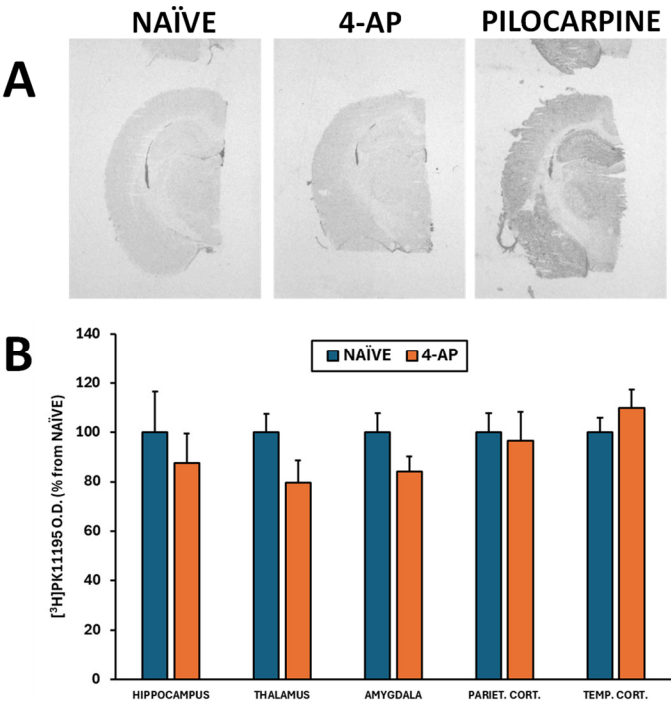 NAÏVE 4-AP PILOCARPINE
A
B
140
120
100
80
60
40
20
0
[³H]PK11195 O.D. (% from NAÏVE)
NAÏVE 4-AP
HIPPOCAMPUS THALAMUS AMYGDALA PARIET. CORT. TEMP. CORT.